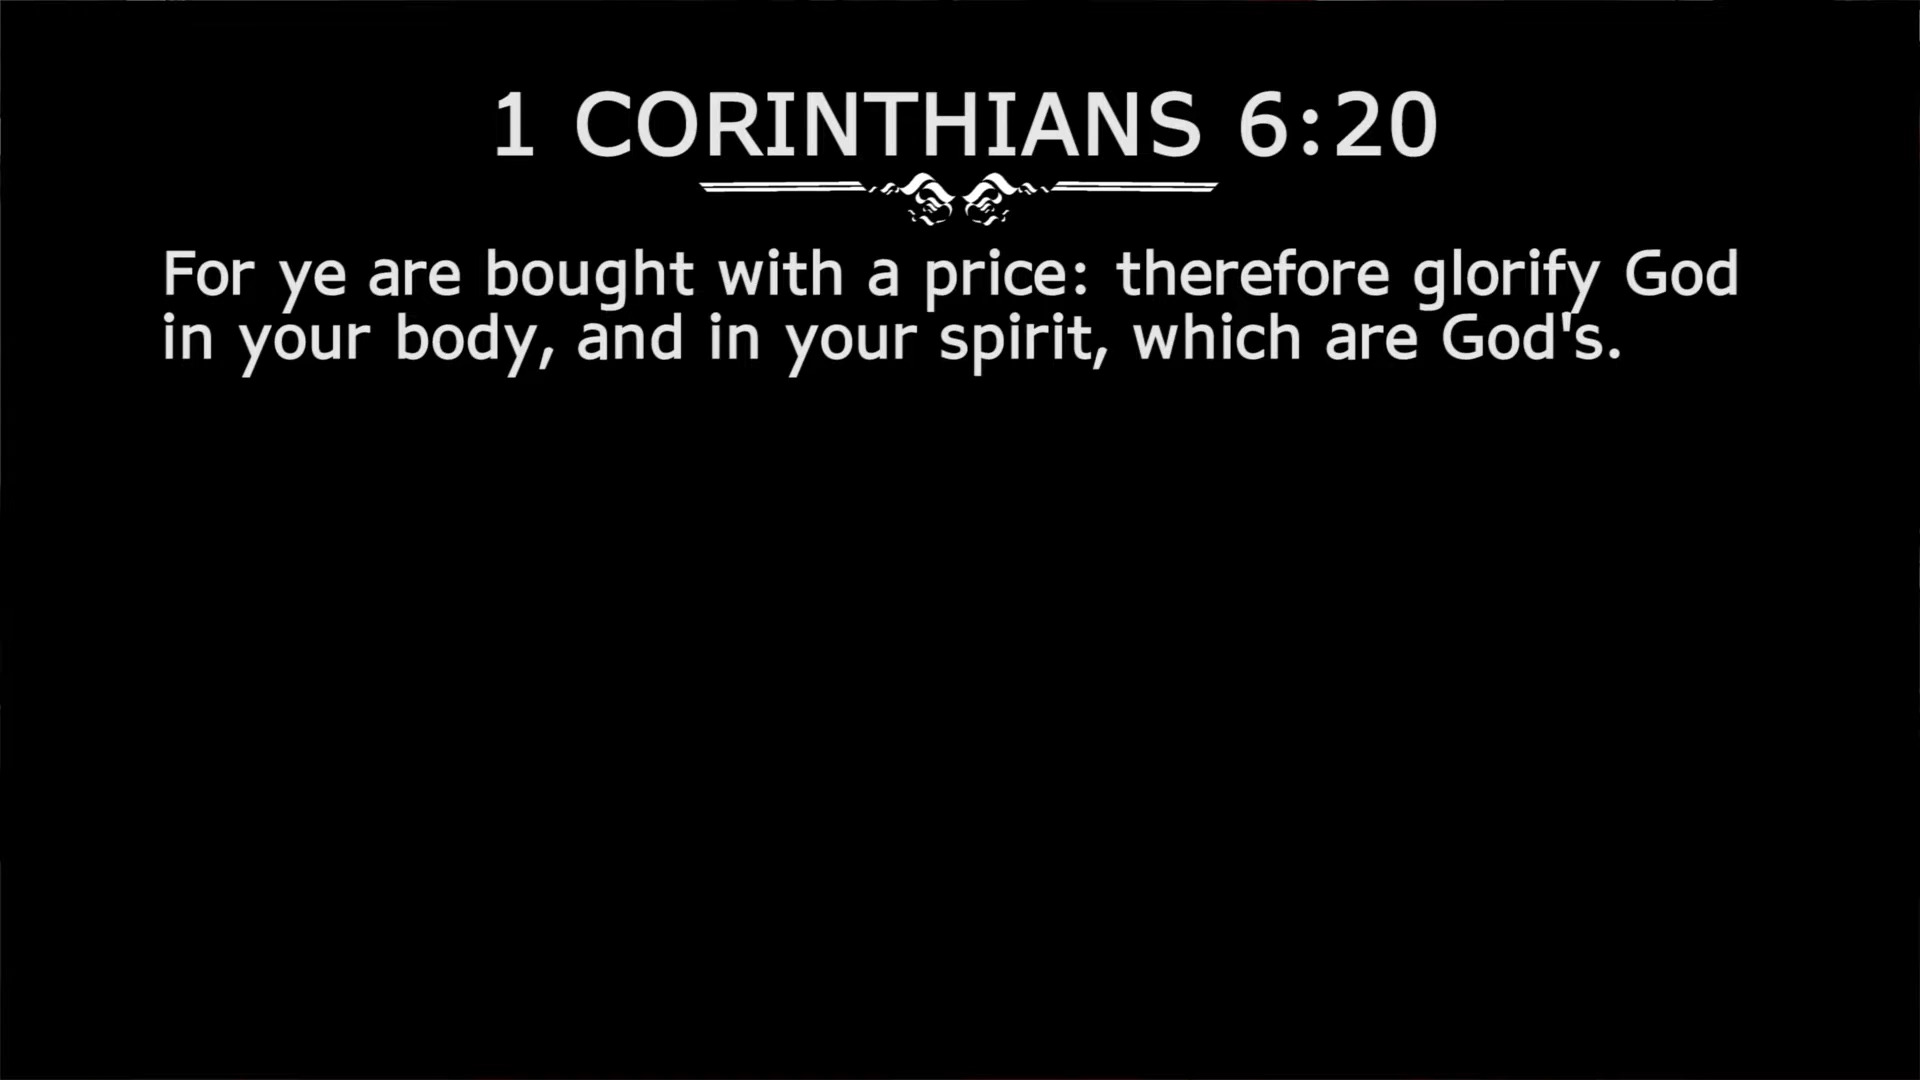 1 CORINTHIANS 6:20
For ye are bought with a price: therefore glorify God
in your body, and in your spirit, which are God's.